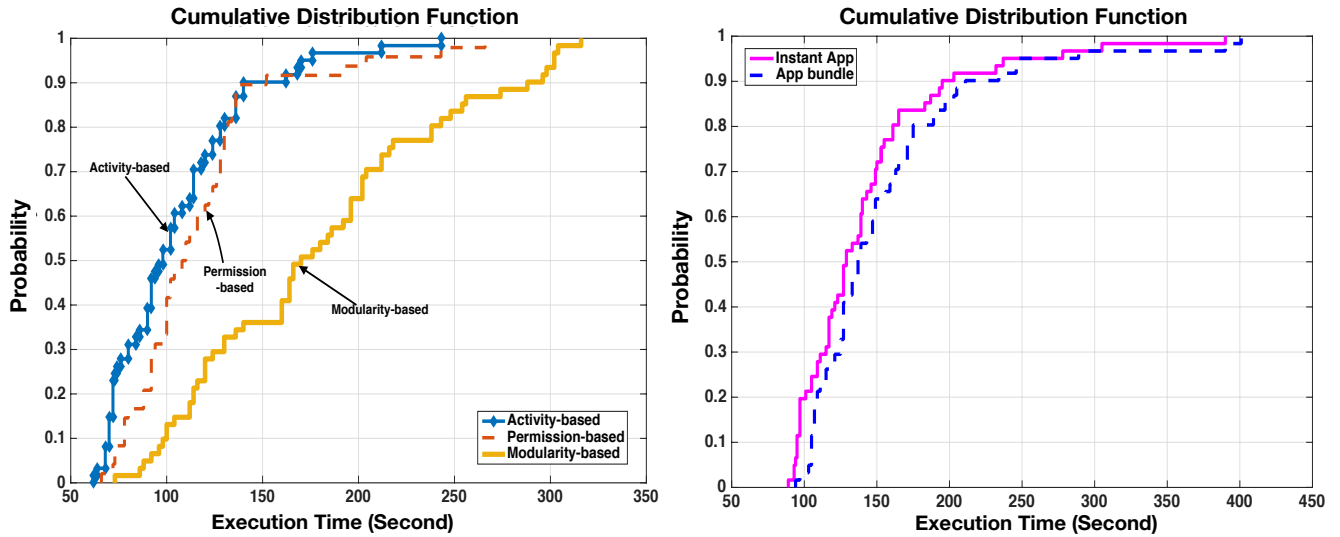 Cumulative Distribution Function
1
0.9
0.8
0.7
0.6
0.5
0.4
0.3
0.2
0.1
0
Probability
50
100
150
200
250
300
350
Execution Time (Second)
Activity-based
Permission
-based
Modularity-based
Activity-based
Permission-based
Modularity-based
Cumulative Distribution Function
1
0.9
0.8
0.7
0.6
0.5
0.4
0.3
0.2
0.1
0
Probability
50
100
150
200
250
300
350
400
450
Execution Time (Second)
Instant App
App bundle